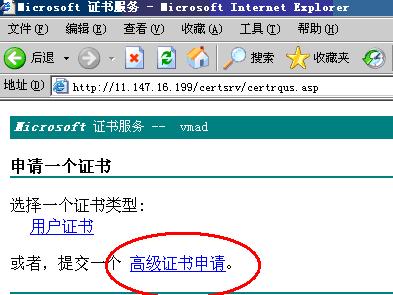 Microsoft 证书服务 - Microsoft Internet Explorer
文件(F) 编辑(E) 查看(V) 收藏(A) 工具(T) 帮助(H)
后退 搜索 收藏夹
地址(D) http://11.147.16.199/certsrv/certrqus.asp
Microsoft 证书服务 -- vmad
申请一个证书
选择一个证书类型:
用户证书
或者，提交一个 高级证书申请。